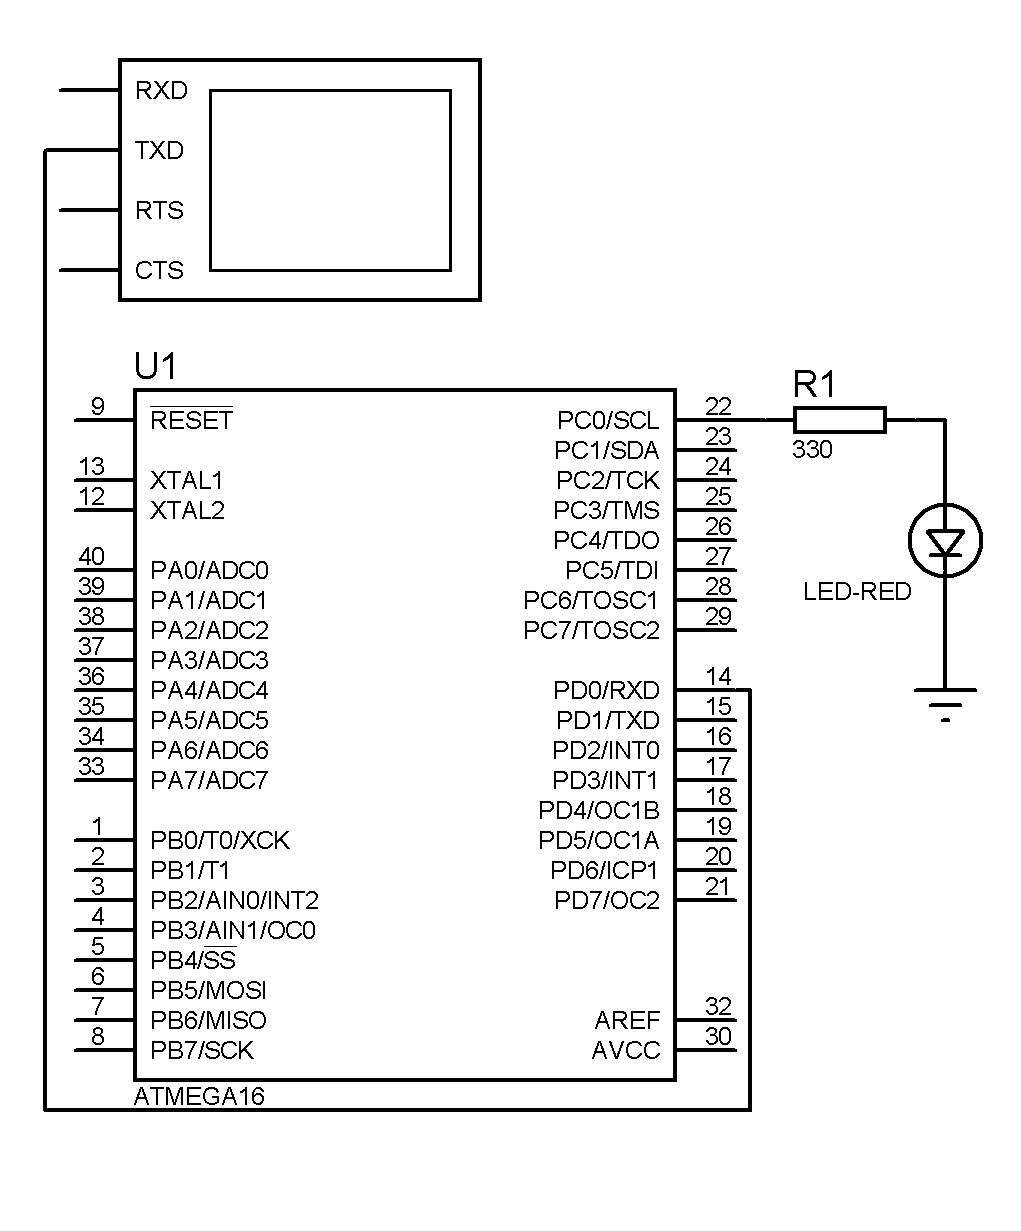 RXD
TXD
RTS
CTS
U1
9 RESET
13 XTAL1
12 XTAL2
40 PA0/ADC0
39 PA1/ADC1
38 PA2/ADC2
37 PA3/ADC3
36 PA4/ADC4
35 PA5/ADC5
34 PA6/ADC6
33 PA7/ADC7
1 PB0/T0/XCK
2 PB1/T1
3 PB2/AIN0/INT2
4 PB3/AIN1/OC0
5 PB4/SS
6 PB5/MOSI
7 PB6/MISO
8 PB7/SCK
PC0/SCL 22
PC1/SDA 23
PC2/TCK 24
PC3/TMS 25
PC4/TDO 26
PC5/TDI 27
PC6/TOSC1 28
PC7/TOSC2 29
PD0/RXD 14
PD1/TXD 15
PD2/INT0 16
PD3/INT1 17
PD4/OC1B 18
PD5/OC1A 19
PD6/ICP1 20
PD7/OC2 21
AREF 32
AVCC 30
ATMEGA16
R1
330
LED-RED